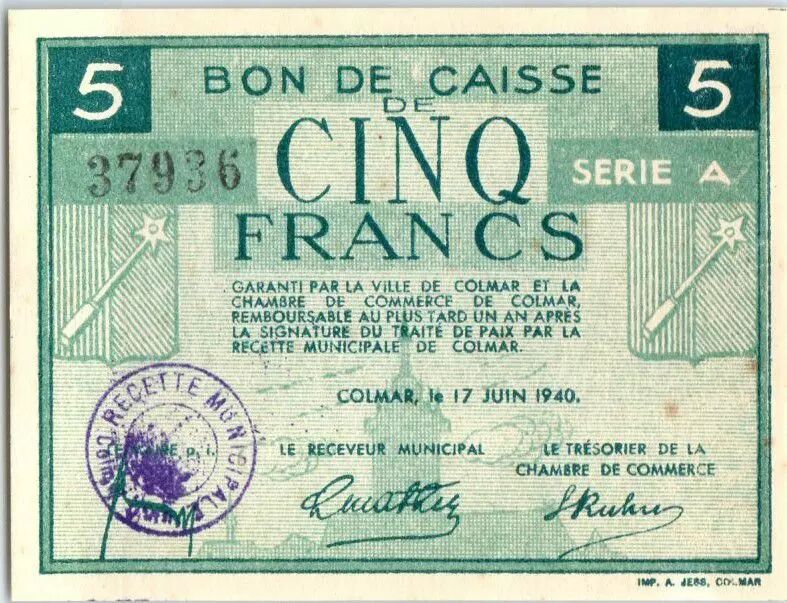 5 BON DE CAISSE 5
DE
37936 CINQ SERIE A
FRANCS
GARANTI PAR LA VILLE DE COLMAR ET LA
CHAMBRE DE COMMERCE DE COLMAR,
REMBOURSABLE AU PLUS TARD UN AN APRÈS
LA SIGNATURE DU TRAITÉ DE PAIX PAR LA
RECETTE MUNICIPALE DE COLMAR.
COLMAR, le 17 JUIN 1940.
RECETTE MUNICIPALE
LE MAIRE p. i. LE RECEVEUR MUNICIPAL LE TRÉSORIER DE LA
CHAMBRE DE COMMERCE
IMP. A. JESS, COLMAR